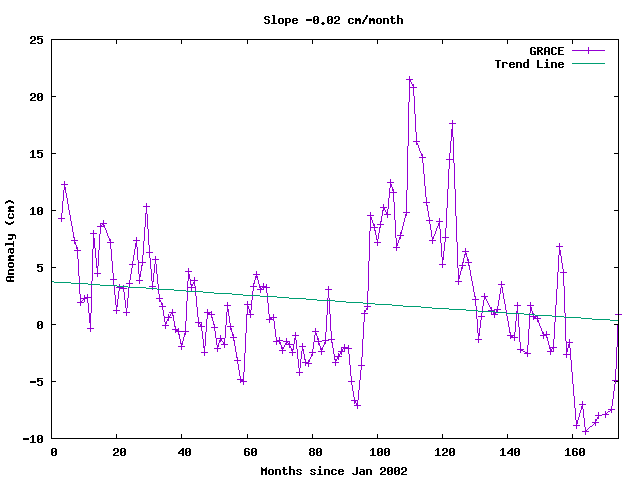 Slope -0.02 cm/month
25
GRACE
Trend Line
20
15
10
5
0
-5
-10
Anomaly (cm)
0 20 40 60 80 100 120 140 160
Months since Jan 2002